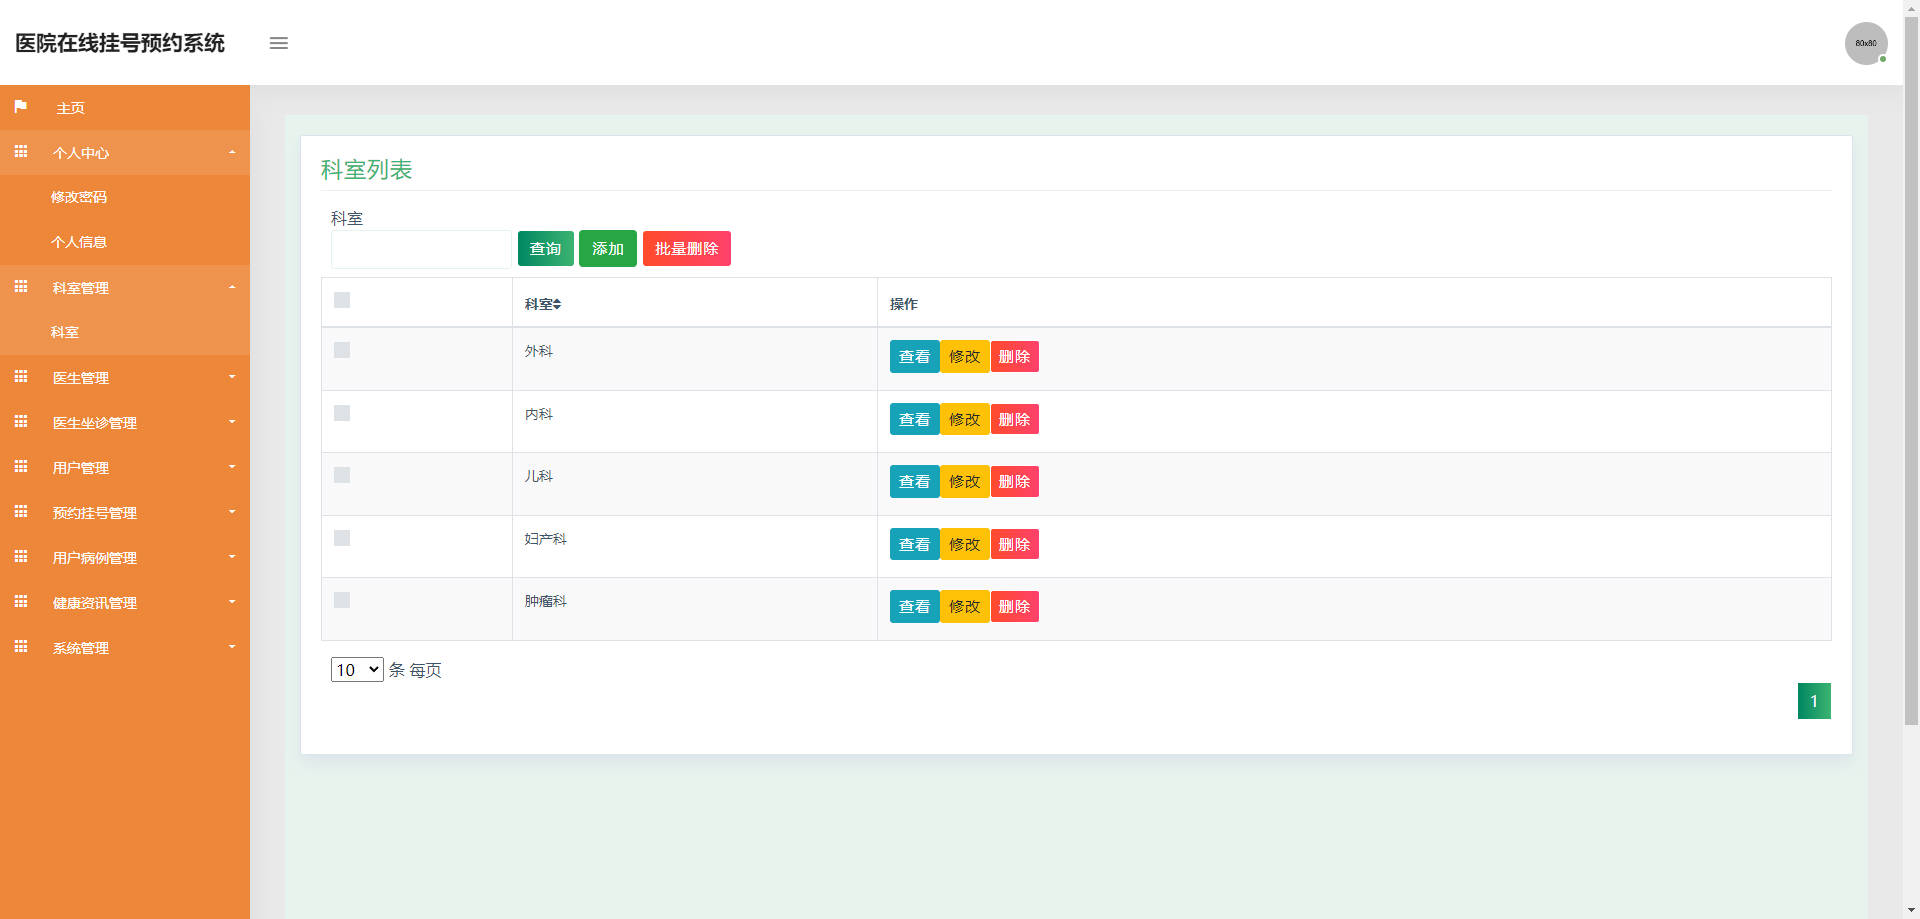 医院在线挂号预约系统
80x80
主页
个人中心
修改密码
个人信息
科室管理
科室
医生管理
医生坐诊管理
用户管理
预约挂号管理
用户病例管理
健康资讯管理
系统管理
科室列表
科室
查询 添加 批量删除
科室 操作
外科 查看 修改 删除
内科 查看 修改 删除
儿科 查看 修改 删除
妇产科 查看 修改 删除
肿瘤科 查看 修改 删除
10 条 每页
1